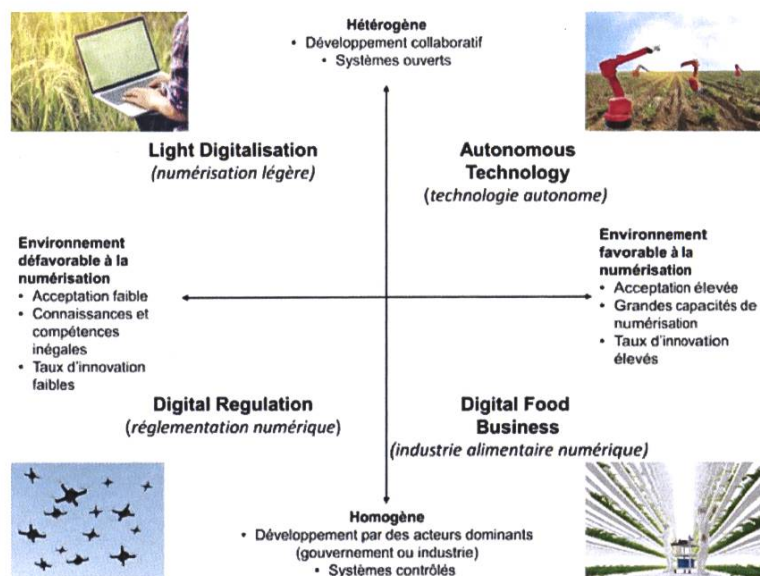 Hétérogène
• Développement collaboratif
• Systèmes ouverts
Light Digitalisation
(numérisation légère)
Autonomous
Technology
(technologie autonome)
Environnement
défavorable à la
numérisation
• Acceptation faible
• Connaissances et
compétences
inégales
• Taux d'innovation
faibles
Environnement
favorable à la
numérisation
• Acceptation élevée
• Grandes capacités de
numérisation
• Taux d'innovation
élevés
Digital Regulation
(réglementation numérique)
Digital Food
Business
(industrie alimentaire numérique)
Homogène
• Développement par des acteurs dominants
(gouvernement ou industrie)
• Systèmes contrôlés